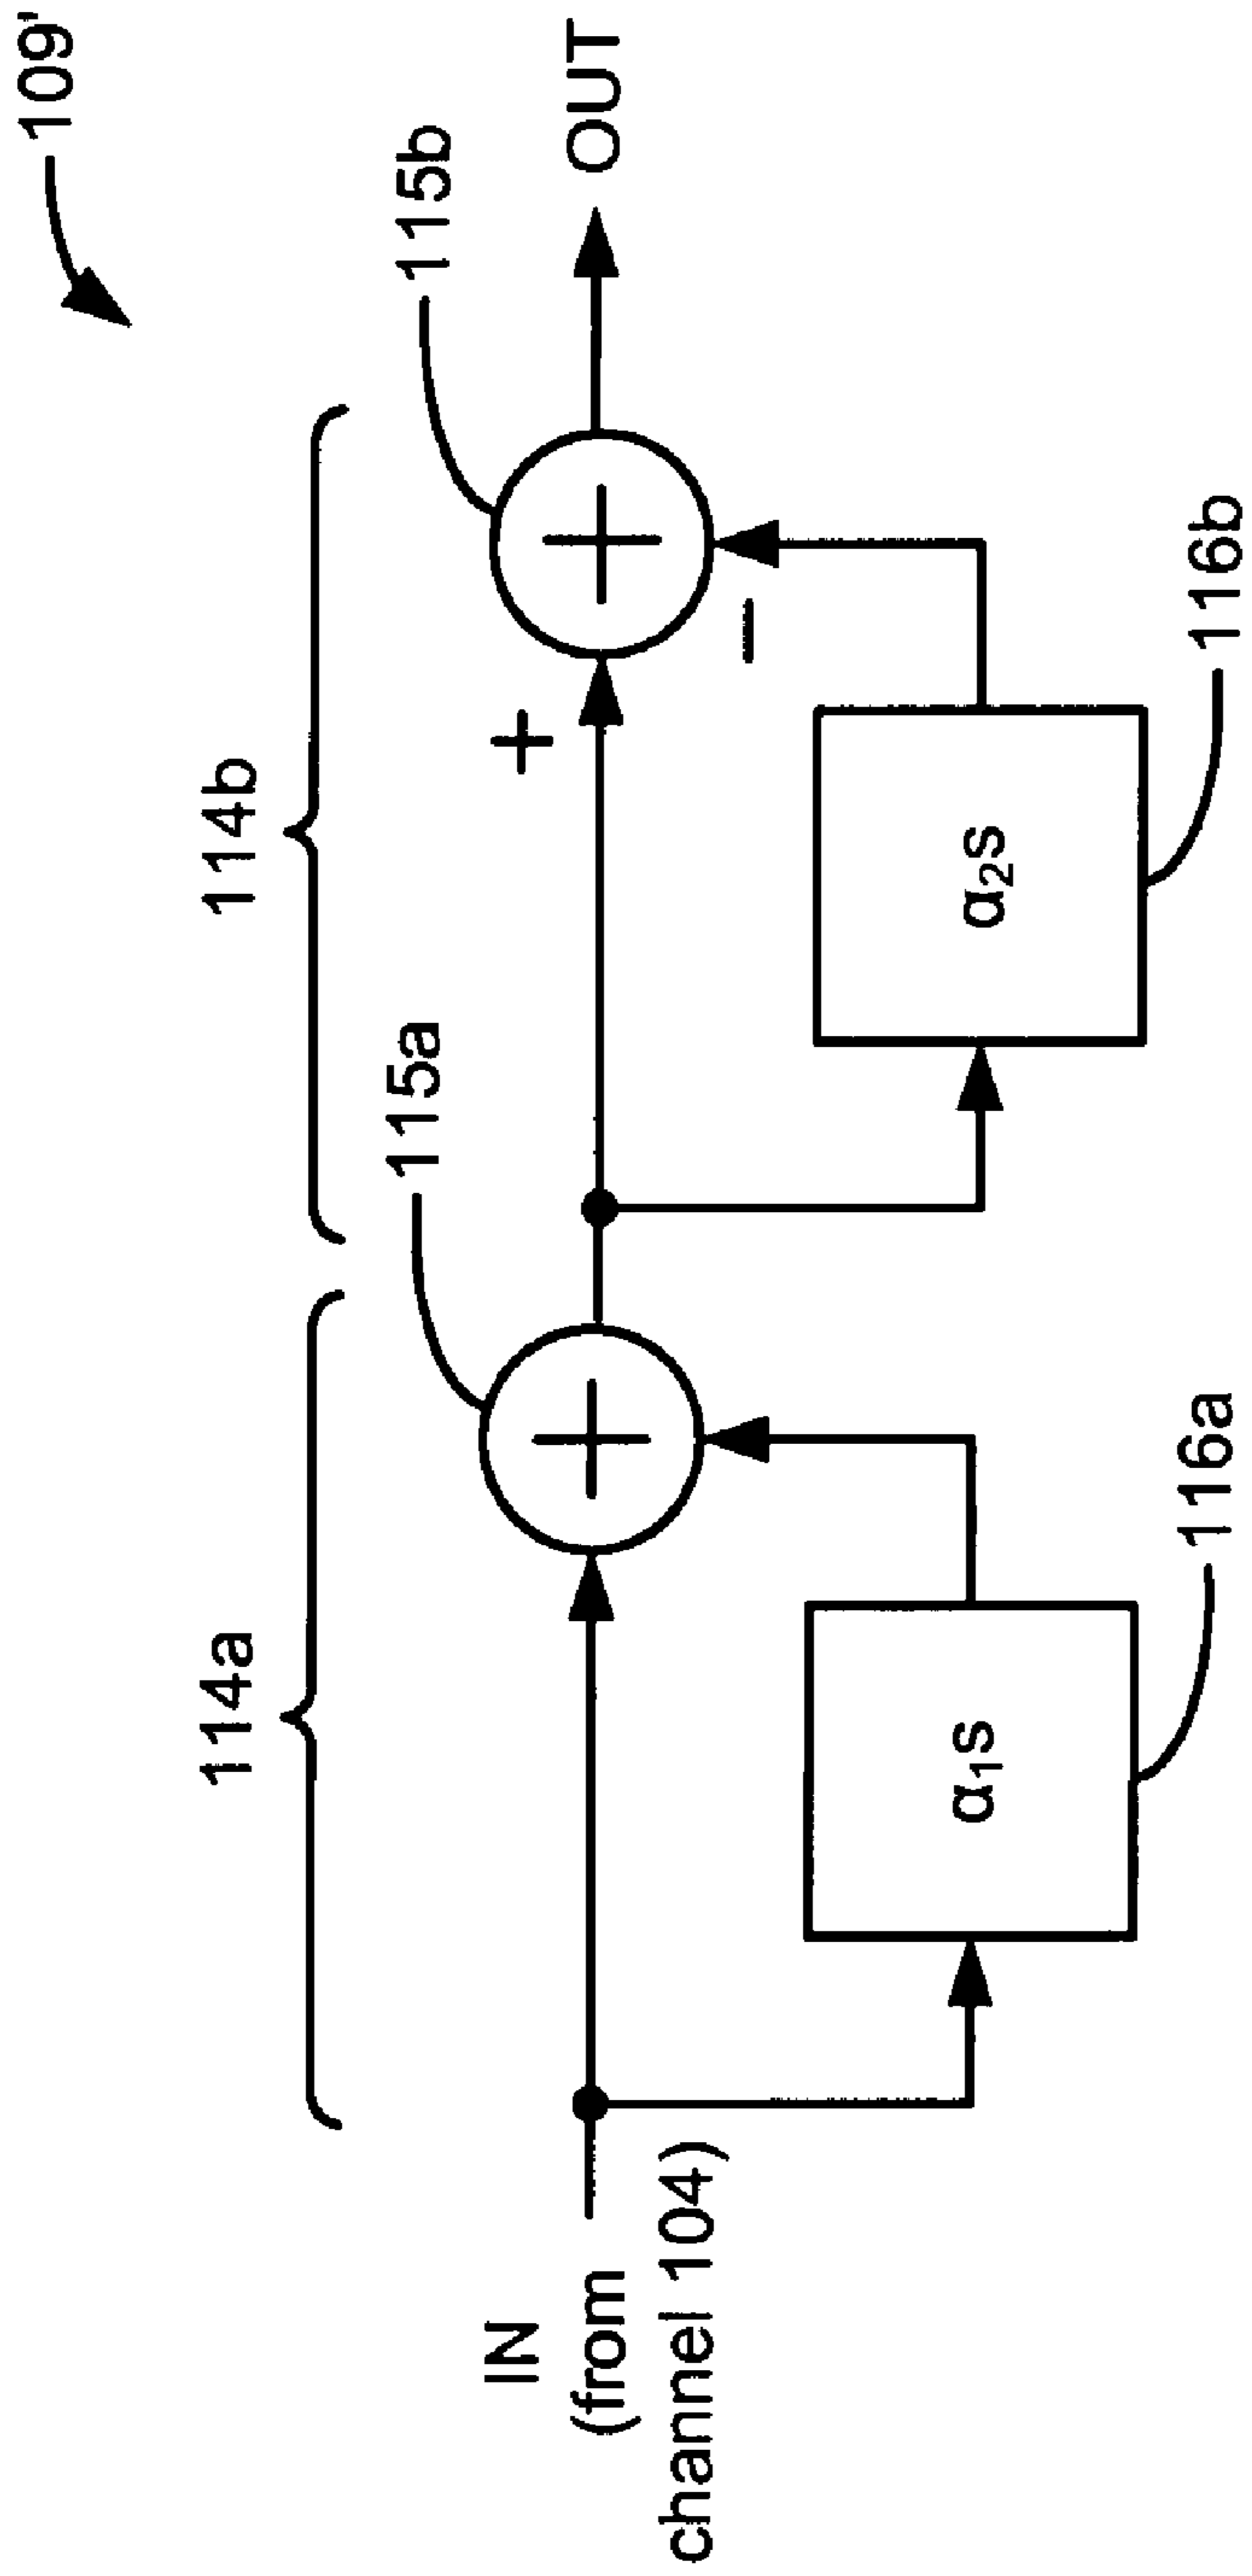 109'
114a
114b
115a
115b
+
OUT
IN
(from
channel 104)
−
α₁s
α₂s
116a
116b